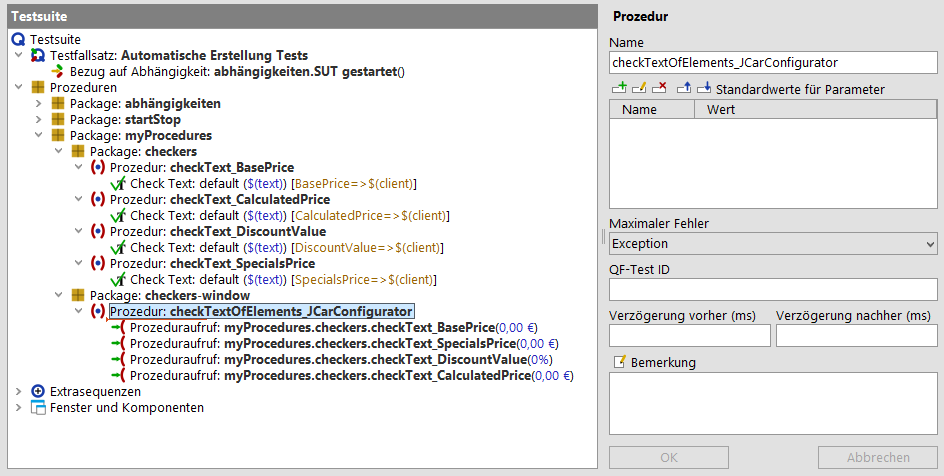 Testsuite
Testsuite
Testfallsatz: Automatische Erstellung Tests
Bezug auf Abhängigkeit: abhängigkeiten.SUT gestartet()
Prozeduren
Package: abhängigkeiten
Package: startStop
Package: myProcedures
Package: checkers
Prozedur: checkText_BasePrice
Check Text: default ($(text)) [BasePrice=>$(client)]
Prozedur: checkText_CalculatedPrice
Check Text: default ($(text)) [CalculatedPrice=>$(client)]
Prozedur: checkText_DiscountValue
Check Text: default ($(text)) [DiscountValue=>$(client)]
Prozedur: checkText_SpecialsPrice
Check Text: default ($(text)) [SpecialsPrice=>$(client)]
Package: checkers-window
Prozedur: checkTextOfElements_JCarConfigurator
Prozeduraufruf: myProcedures.checkers.checkText_BasePrice(0,00 €)
Prozeduraufruf: myProcedures.checkers.checkText_SpecialsPrice(0,00 €)
Prozeduraufruf: myProcedures.checkers.checkText_DiscountValue(0%)
Prozeduraufruf: myProcedures.checkers.checkText_CalculatedPrice(0,00 €)
Extrasequenzen
Fenster und Komponenten
Prozedur
Name
checkTextOfElements_JCarConfigurator
Standardwerte für Parameter
Name Wert
Maximaler Fehler
Exception
QF-Test ID
Verzögerung vorher (ms) Verzögerung nachher (ms)
Bemerkung
OK Abbrechen